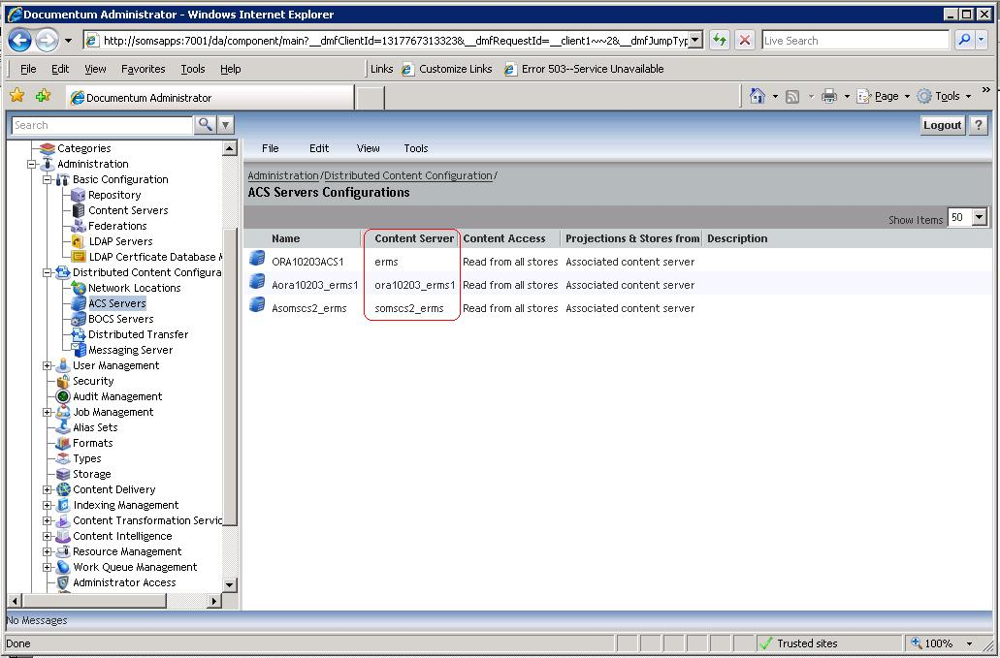 Documentum Administrator - Windows Internet Explorer
http://somsapps:7001/da/component/main?__dmfClientId=1317767313323&__dmfRequestId=__client1~~2&__dmfJumpTyp
Live Search
File Edit View Favorites Tools Help
Links Customize Links Error 503--Service Unavailable
Documentum Administrator
Page Tools »
Search
Logout ?
File Edit View Tools
Administration/Distributed Content Configuration/
ACS Servers Configurations
Show Items 50
Categories
Administration
Basic Configuration
Repository
Content Servers
Federations
LDAP Servers
LDAP Certficate Database M
Distributed Content Configura
Network Locations
ACS Servers
BOCS Servers
Distributed Transfer
Messaging Server
User Management
Security
Audit Management
Job Management
Alias Sets
Formats
Types
Storage
Content Delivery
Indexing Management
Content Transformation Servic
Content Intelligence
Resource Management
Work Queue Management
Administrator Access
Name Content Server Content Access Projections & Stores from Description
ORA10203ACS1 erms Read from all stores Associated content server
Aora10203_erms1 ora10203_erms1 Read from all stores Associated content server
Asomscs2_erms somscs2_erms Read from all stores Associated content server
No Messages
Done Trusted sites 100%